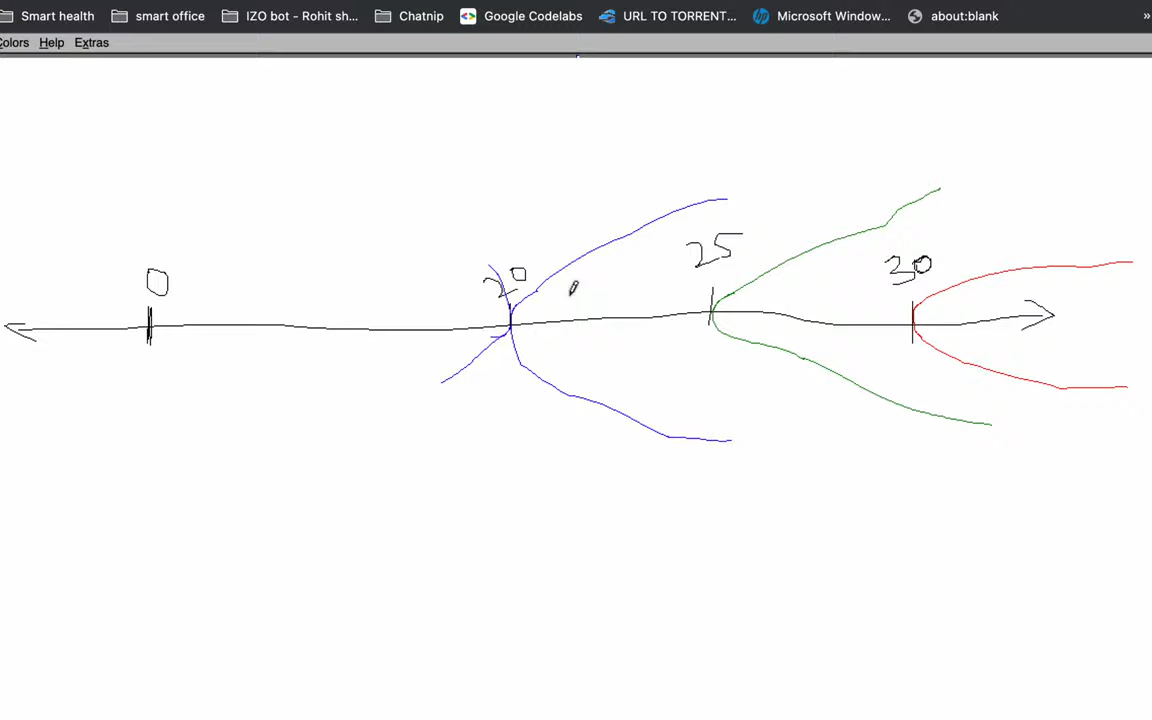 Smart health smart office IZO bot - Rohit sh... Chatnip Google Codelabs URL TO TORRENT... Microsoft Window... about:blank »
Colors Help Extras
0 20 25 30